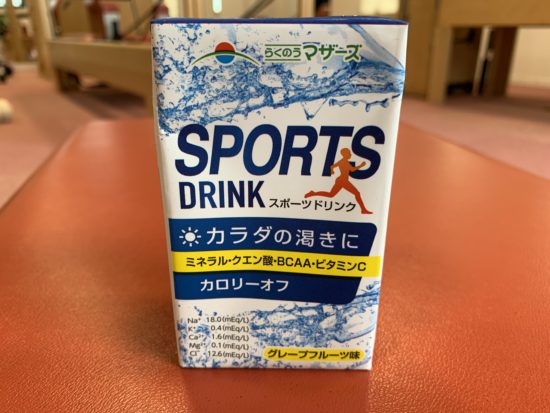 らくのうマザーズ
SPORTS
DRINK スポーツドリンク
カラダの渇きに
ミネラル・クエン酸・BCAA・ビタミンC
カロリーオフ
Na⁺ 18.0(mEq/L)
K⁺ 0.4(mEq/L)
Ca²⁺ 1.6(mEq/L)
Mg²⁺ 0.1(mEq/L)
Cl⁻ 12.6(mEq/L)
グレープフルーツ味